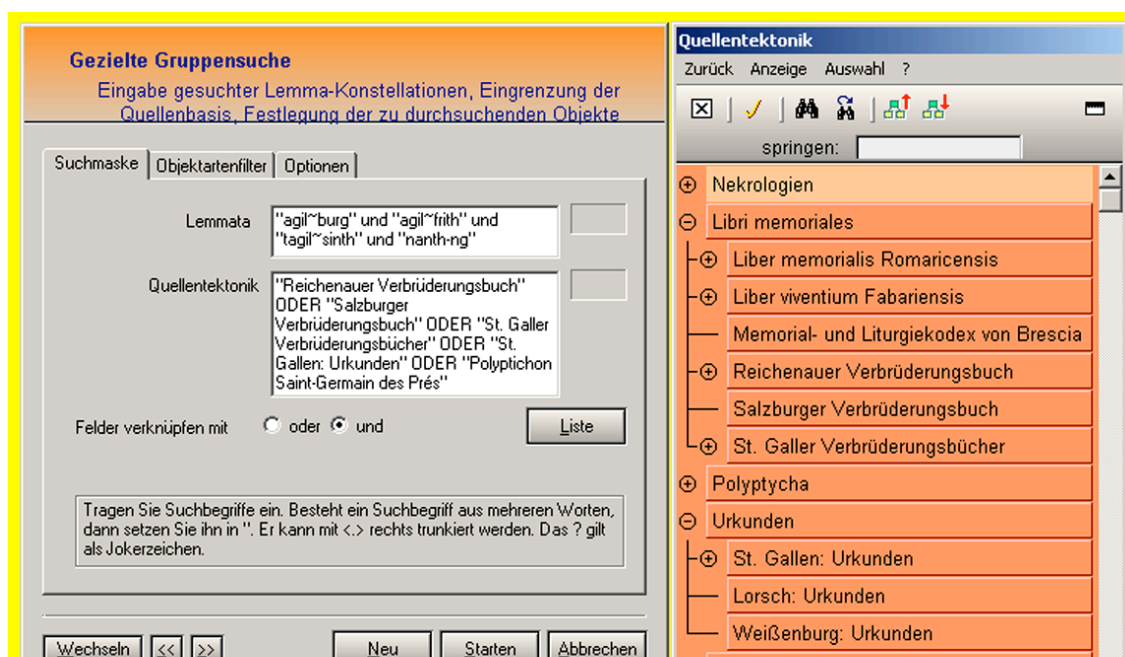 Gezielte Gruppensuche
Eingabe gesuchter Lemma-Konstellationen, Eingrenzung der
Quellenbasis, Festlegung der zu durchsuchenden Objekte
Suchmaske
Objektartenfilter
Optionen
Lemmata
"agil~burg" und "agil~frith" und
"tagil~sinth" und "nanth-ng"
Quellentektonik
"Reichenauer Verbrüderungsbuch"
ODER "Salzburger
Verbrüderungsbuch" ODER "St. Galler
Verbrüderungsbücher" ODER "St.
Gallen: Urkunden" ODER "Polyptichon
Saint-Germain des Prés"
Felder verknüpfen mit
oder
und
Liste
Tragen Sie Suchbegriffe ein. Besteht ein Suchbegriff aus mehreren Worten,
dann setzen Sie ihn in ". Er kann mit <.> rechts trunkiert werden. Das ? gilt
als Jokerzeichen.
Wechseln
<<
>>
Neu
Starten
Abbrechen
Quellentektonik
Zurück Anzeige Auswahl ?
springen:
Nekrologien
Libri memoriales
Liber memorialis Romaricensis
Liber viventium Fabariensis
Memorial- und Liturgiekodex von Brescia
Reichenauer Verbrüderungsbuch
Salzburger Verbrüderungsbuch
St. Galler Verbrüderungsbücher
Polyptycha
Urkunden
St. Gallen: Urkunden
Lorsch: Urkunden
Weißenburg: Urkunden